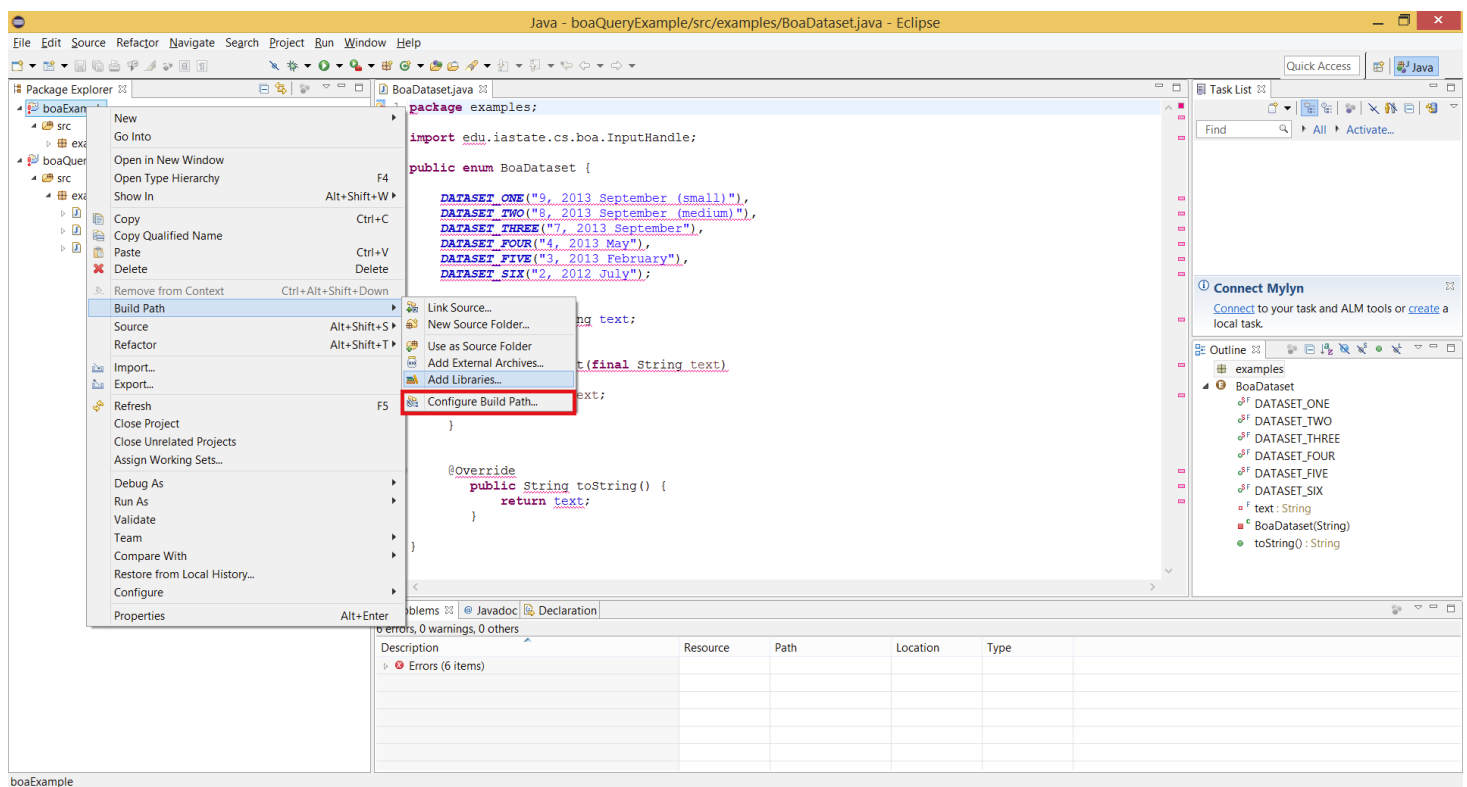 Java - boaQueryExample/src/examples/BoaDataset.java - Eclipse
File Edit Source Refactor Navigate Search Project Run Window Help
Quick Access Java
Package Explorer
boaExam
src
exa
boaQuer
src
exa
New
Go Into
Open in New Window
Open Type Hierarchy F4
Show In Alt+Shift+W
Copy Ctrl+C
Copy Qualified Name
Paste Ctrl+V
Delete Delete
Remove from Context Ctrl+Alt+Shift+Down
Build Path
Source Alt+Shift+S
Refactor Alt+Shift+T
Import...
Export...
Refresh F5
Close Project
Close Unrelated Projects
Assign Working Sets...
Debug As
Run As
Validate
Team
Compare With
Restore from Local History...
Configure
Properties Alt+Enter
Link Source...
New Source Folder...
Use as Source Folder
Add External Archives...
Add Libraries...
Configure Build Path...
BoaDataset.java
1 package examples;
import edu.iastate.cs.boa.InputHandle;
public enum BoaDataset {
DATASET_ONE("9, 2013 September (small)"),
DATASET_TWO("8, 2013 September (medium)"),
DATASET_THREE("7, 2013 September"),
DATASET_FOUR("4, 2013 May"),
DATASET_FIVE("3, 2013 February"),
DATASET_SIX("2, 2012 July");
ng text;
t(final String text)
ext;
}
@Override
public String toString() {
return text;
}
}
Task List
Find All Activate...
Connect Mylyn
Connect to your task and ALM tools or create a
local task.
Outline
examples
BoaDataset
DATASET_ONE
DATASET_TWO
DATASET_THREE
DATASET_FOUR
DATASET_FIVE
DATASET_SIX
text : String
BoaDataset(String)
toString() : String
oblems @ Javadoc Declaration
6 errors, 0 warnings, 0 others
Description Resource Path Location Type
Errors (6 items)
boaExample